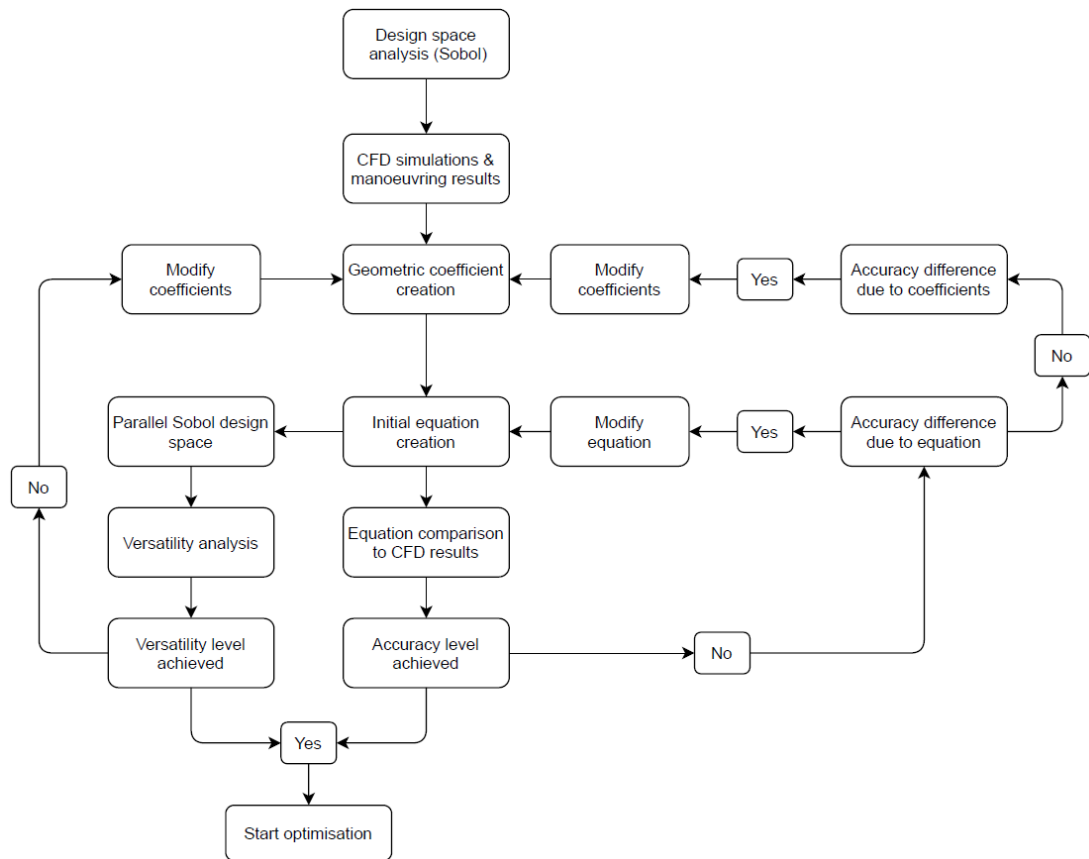 Design space
analysis (Sobol)
CFD simulations &
manoeuvring results
Modify
coefficients
Geometric coefficient
creation
Modify
coefficients
Yes
Accuracy difference
due to coefficients
No
Parallel Sobol design
space
Initial equation
creation
Modify
equation
Yes
Accuracy difference
due to equation
No
Versatility analysis
Equation comparison
to CFD results
Versatility level
achieved
Accuracy level
achieved
No
Yes
Start optimisation